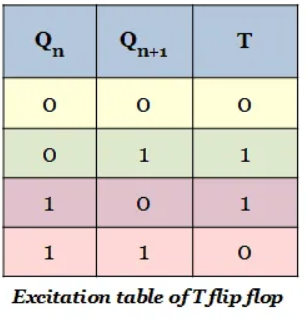 Qn Qn+1 T
0 0 0
0 1 1
1 0 1
1 1 0
Excitation table of T flip flop